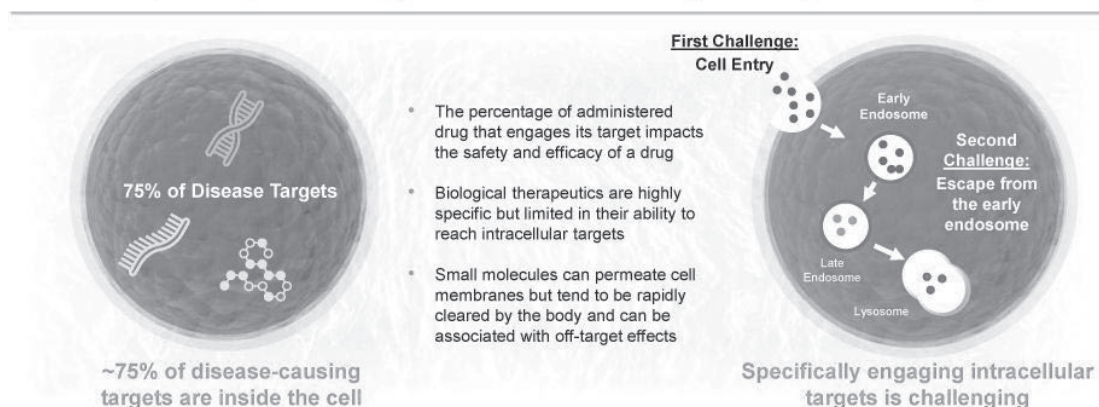 75% of Disease Targets
~75% of disease-causing
targets are inside the cell
• The percentage of administered
drug that engages its target impacts
the safety and efficacy of a drug
• Biological therapeutics are highly
specific but limited in their ability to
reach intracellular targets
• Small molecules can permeate cell
membranes but tend to be rapidly
cleared by the body and can be
associated with off-target effects
First Challenge:
Cell Entry
Early
Endosome
Second
Challenge:
Escape from
the early
endosome
Late
Endosome
Lysosome
Specifically engaging intracellular
targets is challenging